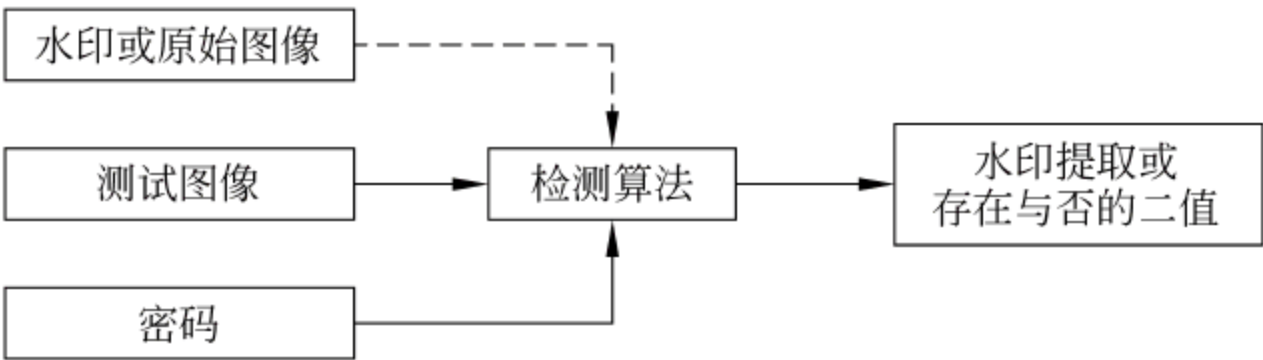 水印或原始图像
测试图像
检测算法
水印提取或
存在与否的二值
密码